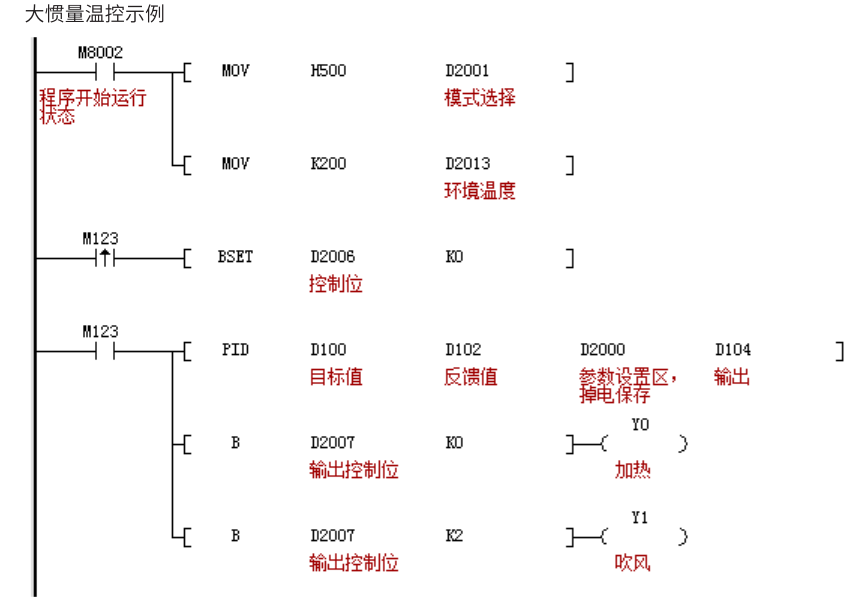 大惯量温控示例
M8002
MOV H500 D2001
程序开始运行
状态
模式选择
MOV K200 D2013
环境温度
M123
BSET D2006 K0
控制位
M123
PID D100 D102 D2000 D104
目标值 反馈值 参数设置区， 输出
掉电保存
Y0
B D2007 K0
输出控制位 加热
Y1
B D2007 K2
输出控制位 吹风